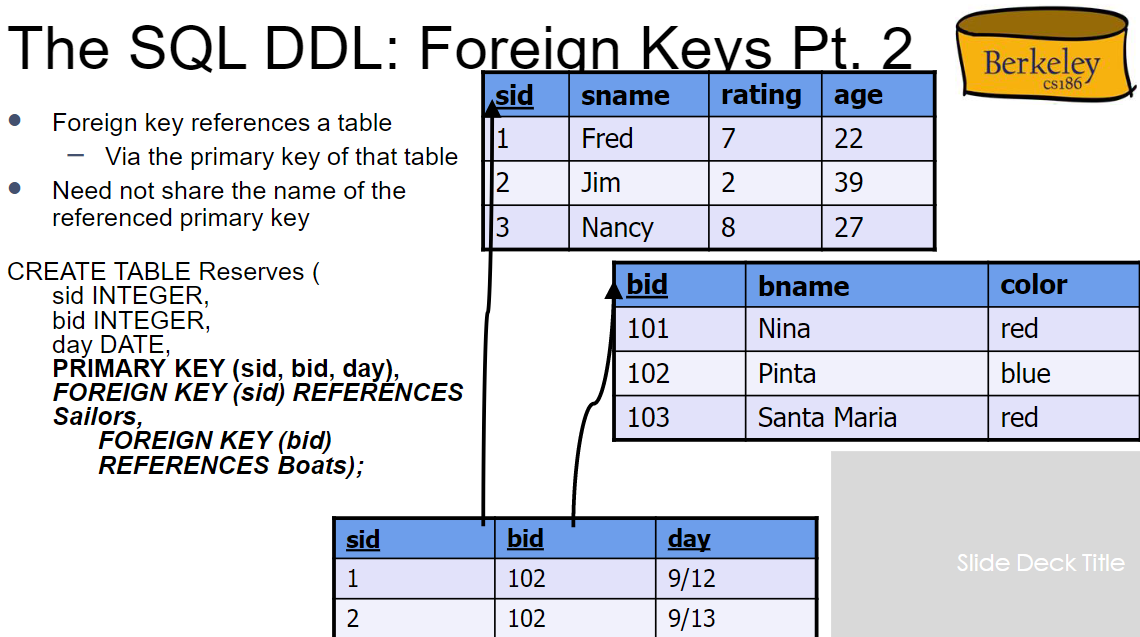 The SQL DDL: Foreign Keys Pt. 2
Berkeley
cs186
Foreign key references a table
– Via the primary key of that table
Need not share the name of the
referenced primary key
CREATE TABLE Reserves (
sid INTEGER,
bid INTEGER,
day DATE,
PRIMARY KEY (sid, bid, day),
FOREIGN KEY (sid) REFERENCES
Sailors,
FOREIGN KEY (bid)
REFERENCES Boats);
sid sname rating age
1 Fred 7 22
2 Jim 2 39
3 Nancy 8 27
bid bname color
101 Nina red
102 Pinta blue
103 Santa Maria red
sid bid day
1 102 9/12
2 102 9/13
Slide Deck Title